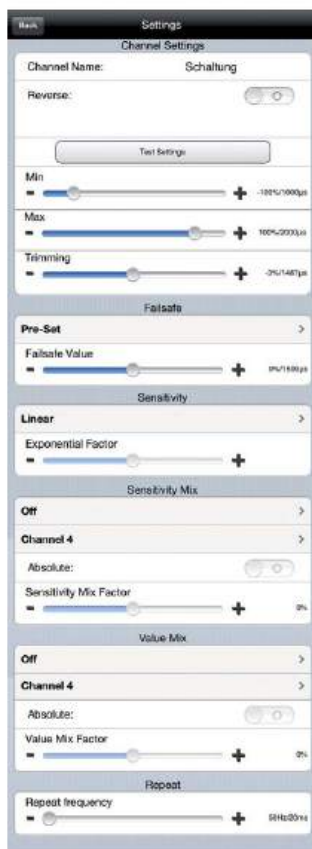 Back Settings
Channel Settings
Channel Name: Schaltung
Reverse:
Test Settings
Min
-100%/1000µs
Max
100%/2000µs
Trimming
-3%/1487µs
Failsafe
Pre-Set
Failsafe Value
0%/1500µs
Sensitivity
Linear
Exponential Factor
Sensitivity Mix
Off
Channel 4
Absolute:
Sensitivity Mix Factor
0%
Value Mix
Off
Channel 4
Absolute:
Value Mix Factor
0%
Repeat
Repeat frequency
50Hz/20ms